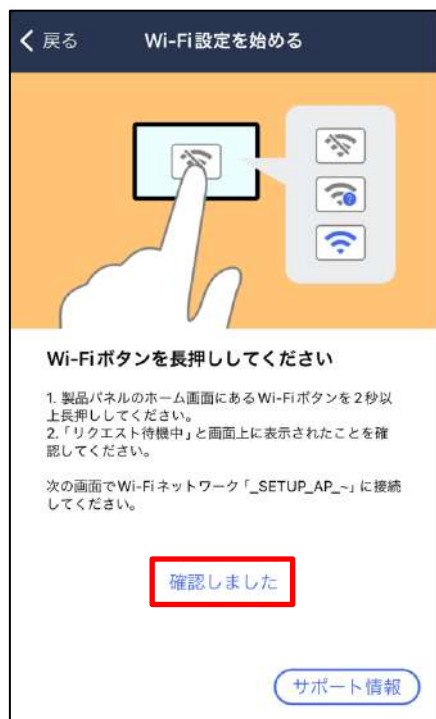 戻る Wi-Fi設定を始める
?
Wi-Fiボタンを長押ししてください
1. 製品パネルのホーム画面にあるWi-Fiボタンを2秒以
上長押ししてください。
2.「リクエスト待機中」と画面上に表示されたことを確
認してください。
次の画面でWi-Fiネットワーク「_SETUP_AP_~」に接続
してください。
確認しました
サポート情報